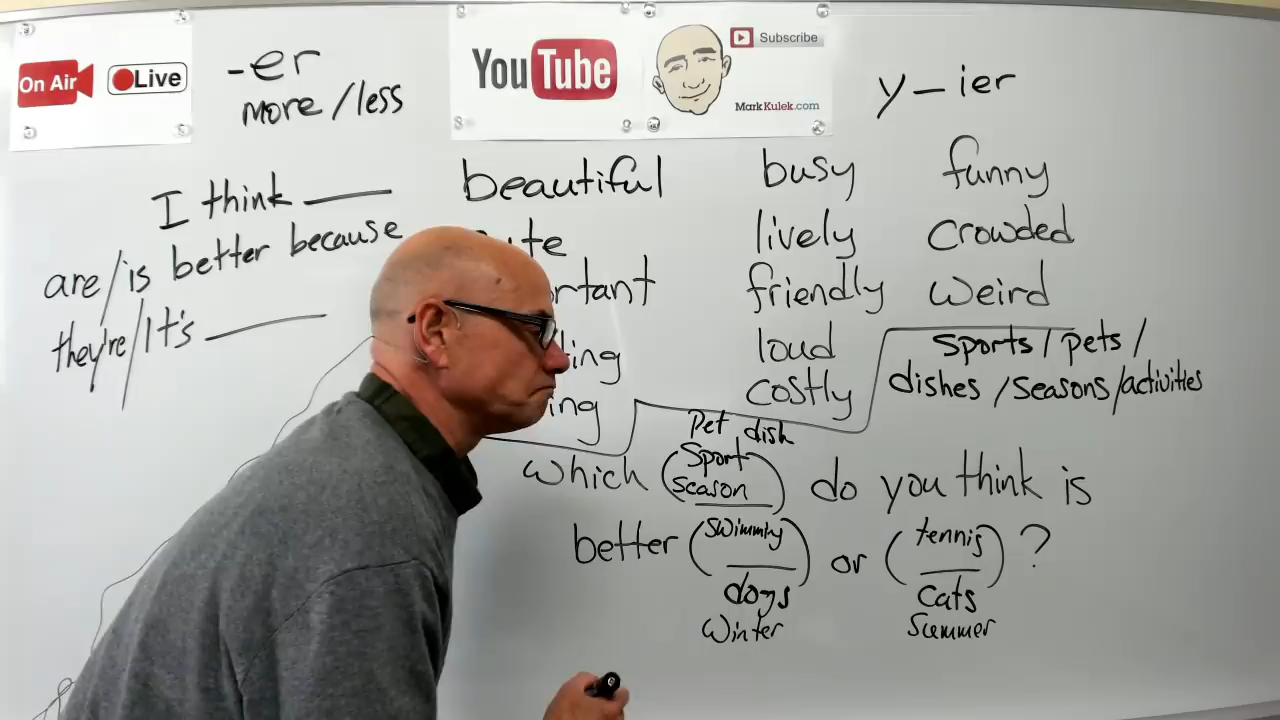 On Air
Live
-er
more/less
YouTube
Subscribe
MarkKulek.com
y-ier
I think ___
are/is better because
they're/It's ___
beautiful
busy
lively
friendly
loud
costly
funny
crowded
weird
sports/pets/
dishes/seasons/activities
Pet dish
which (Sport season) do you think is
better (swimming) or (tennis)?
dogs cats
Winter Summer